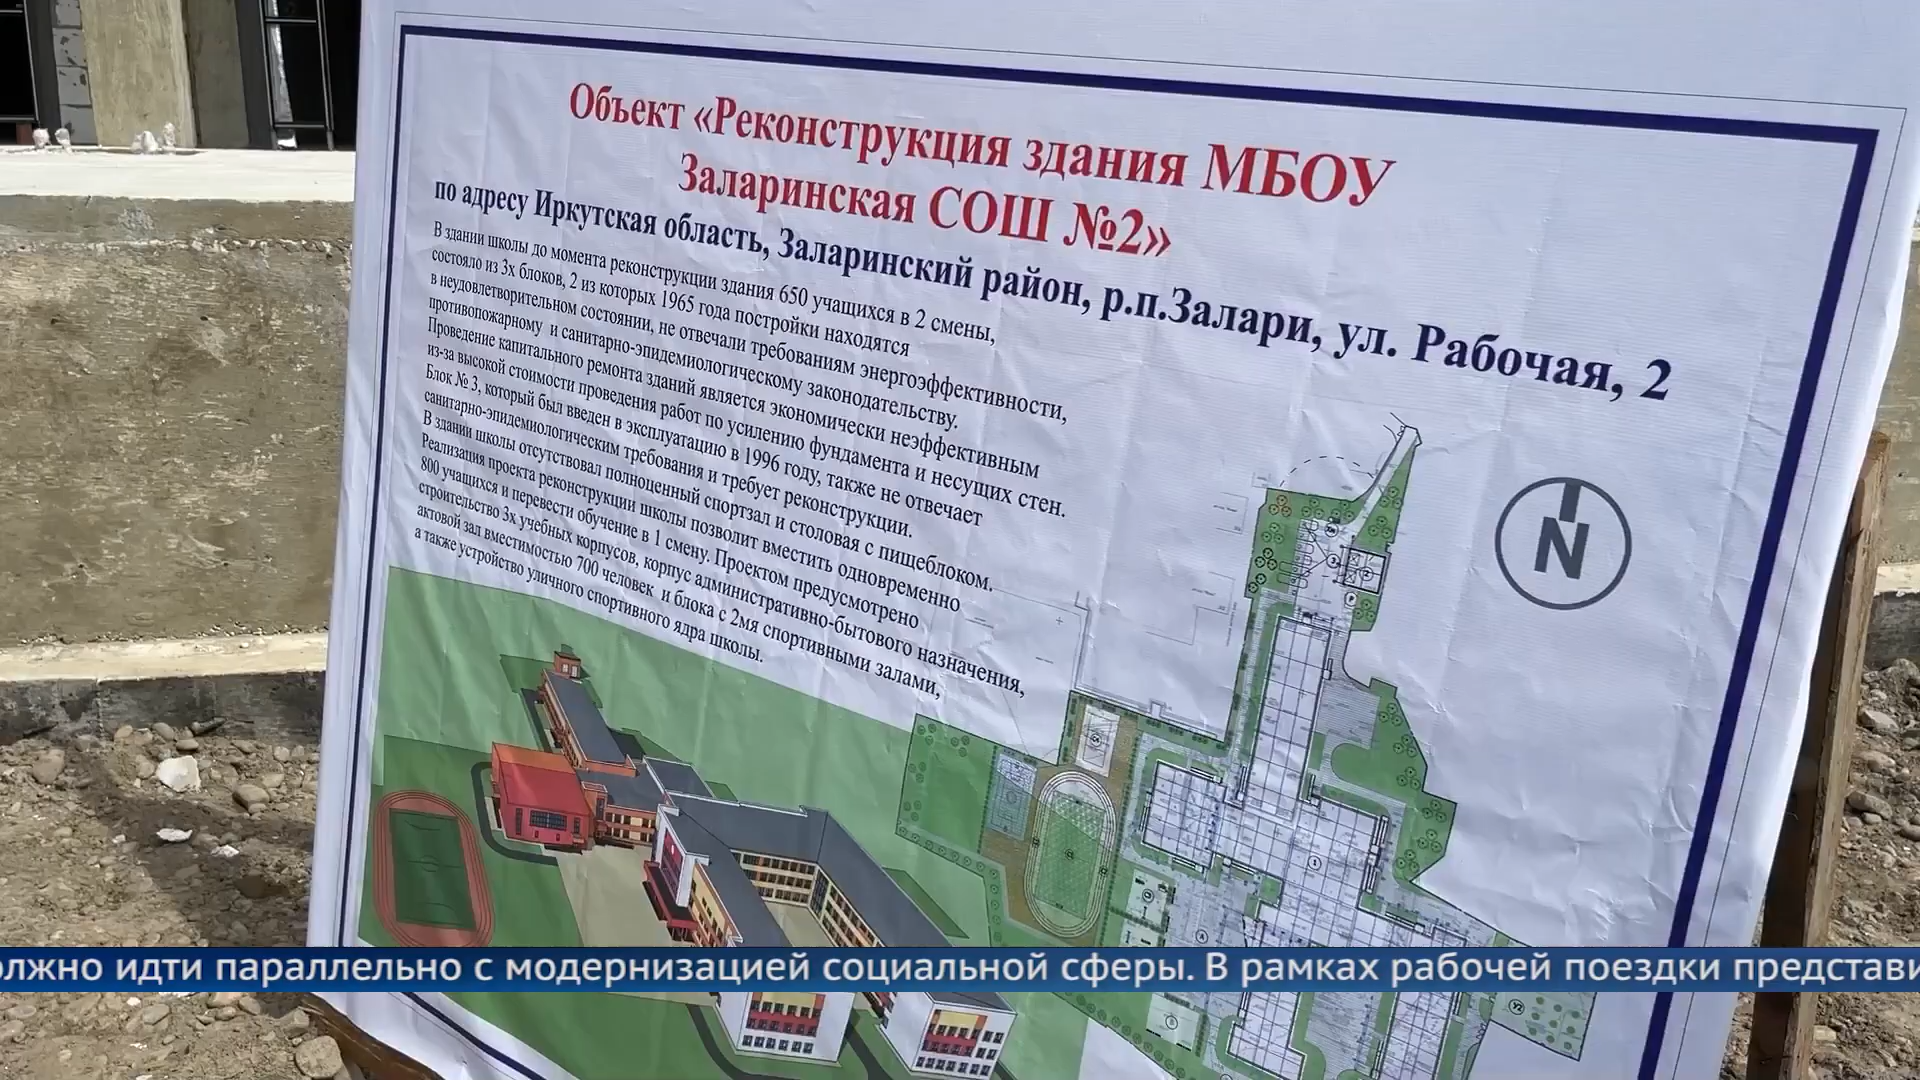 Объект «Реконструкция здания МБОУ
Заларинская СОШ №2»
по адресу Иркутская область, Заларинский район, р.п.Залари, ул. Рабочая, 2
В здании школы до момента реконструкции здания 650 учащихся в 2 смены,
состояло из 3х блоков, 2 из которых 1965 года постройки находятся
в неудовлетворительном состоянии, не отвечали требованиям энергоэффективности,
противопожарному и санитарно-эпидемиологическому законодательству.
Проведение капитального ремонта зданий является экономически неэффективным
из-за высокой стоимости проведения работ по усилению фундамента и несущих стен.
Блок № 3, который был введен в эксплуатацию в 1996 году, также не отвечает
санитарно-эпидемиологическим требования и требует реконструкции.
В здании школы отсутствовал полноценный спортзал и столовая с пищеблоком.
Реализация проекта реконструкции школы позволит вместить одновременно
800 учащихся и перевести обучение в 1 смену. Проектом предусмотрено
строительство 3х учебных корпусов, корпус административно-бытового назначения,
актовой зал вместимостью 700 человек и блока с 2мя спортивными залами,
а также устройство уличного спортивного ядра школы.
N
олжно идти параллельно с модернизацией социальной сферы. В рамках рабочей поездки представи